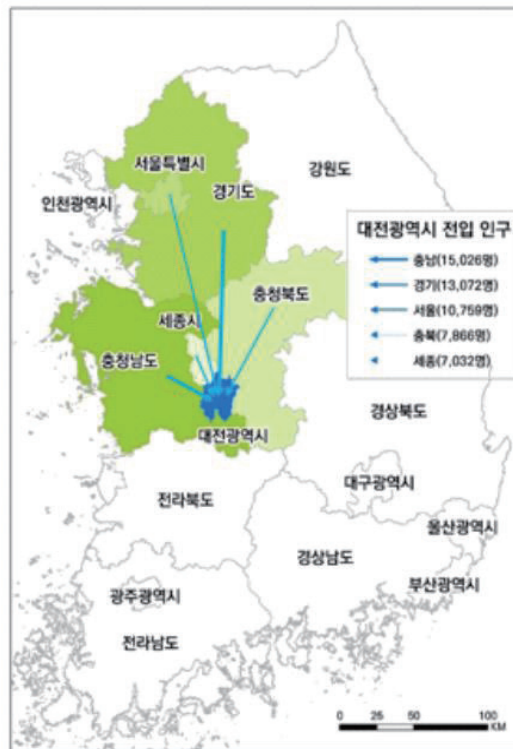 서울특별시
경기도
강원도
인천광역시
대전광역시 전입 인구
충남(15,026명)
경기(13,072명)
서울(10,759명)
충북(7,866명)
세종(7,032명)
충청북도
세종시
충청남도
대전광역시
경상북도
대구광역시
전라북도
울산광역시
경상남도
부산광역시
광주광역시
전라남도
0 25 50 100
KM